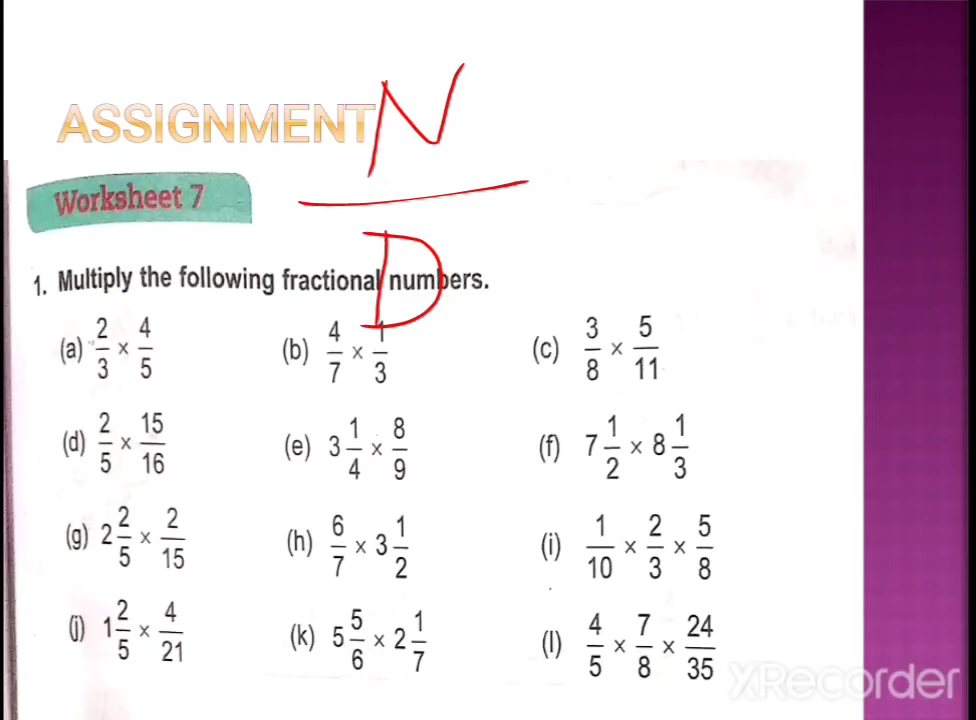 ASSIGNMENT
N
D
Worksheet 7
1. Multiply the following fractional numbers.
(a) 2/3 × 4/5 (b) 4/7 × 1/3 (c) 3/8 × 5/11
(d) 2/5 × 15/16 (e) 3 1/4 × 8/9 (f) 7 1/2 × 8 1/3
(g) 2 2/5 × 2/15 (h) 6/7 × 3 1/2 (i) 1/10 × 2/3 × 5/8
(j) 1 2/5 × 4/21 (k) 5 5/6 × 2 1/7 (l) 4/5 × 7/8 × 24/35
XRecorder